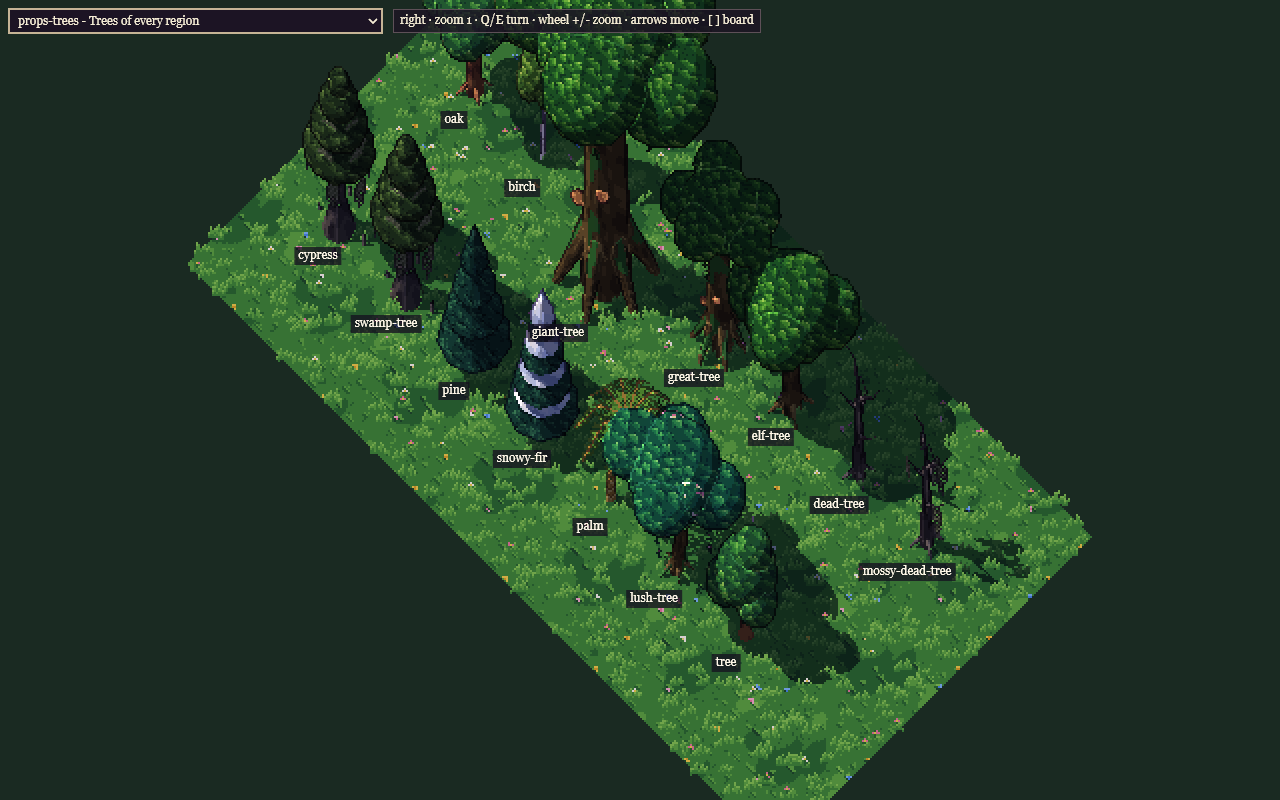 props-trees - Trees of every region
right · zoom 1 · Q/E turn · wheel +/- zoom · arrows move · [ ] board
oak
birch
cypress
swamp-tree
giant-tree
great-tree
pine
elf-tree
snowy-fir
dead-tree
palm
mossy-dead-tree
lush-tree
tree